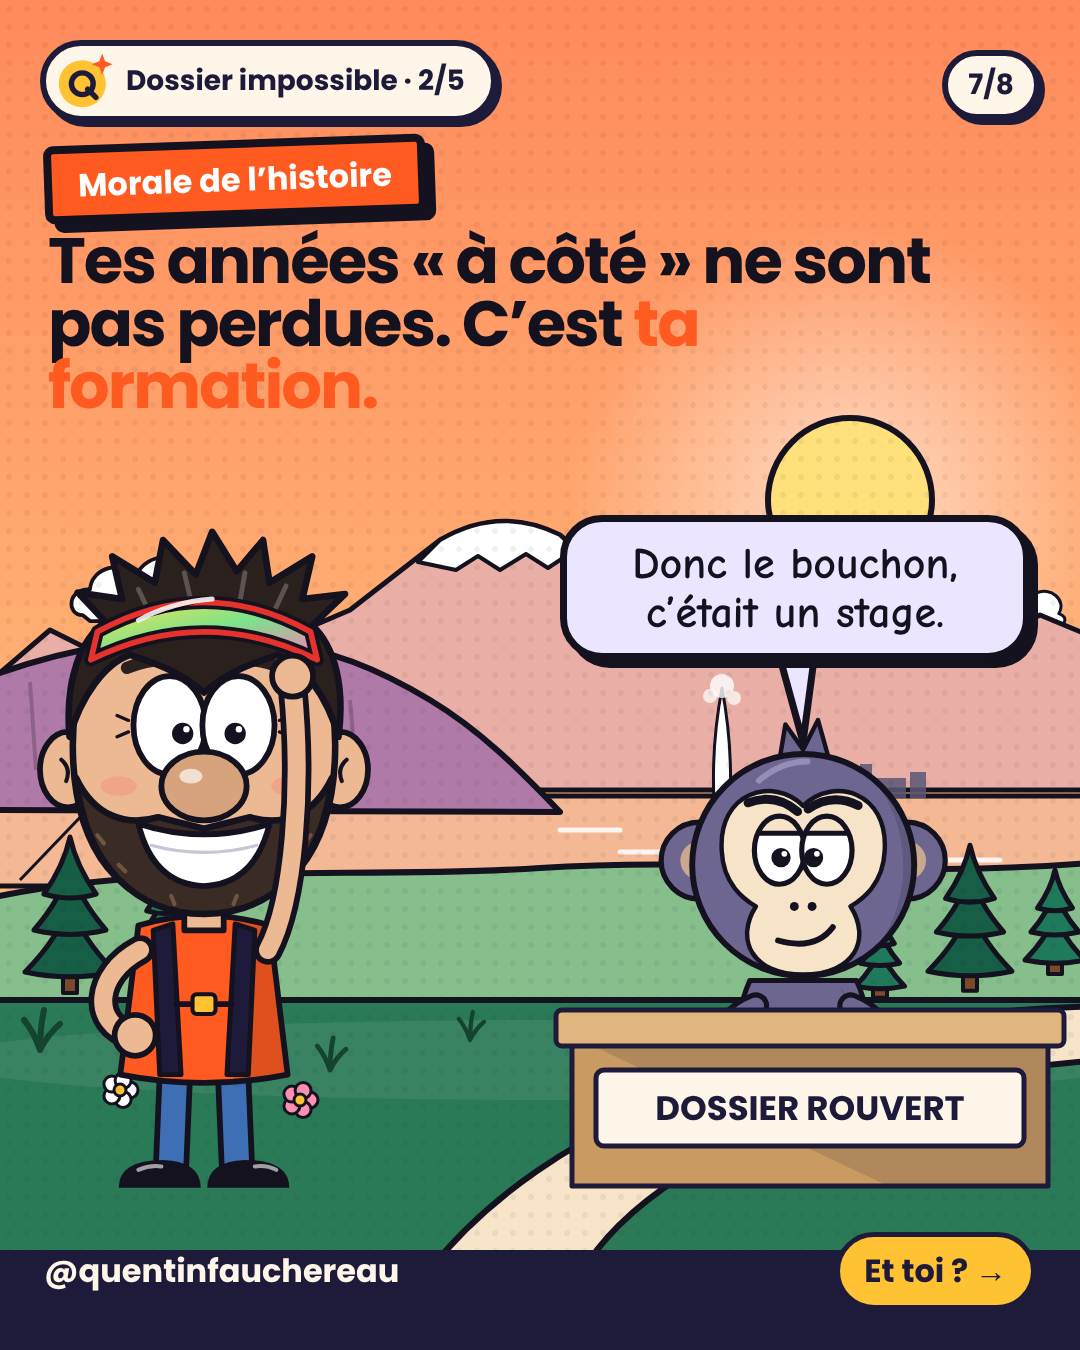 Q
Dossier impossible · 2/5
7/8
Morale de l’histoire
Tes années « à côté » ne sont
pas perdues. C’est ta
formation.
Donc le bouchon,
c’était un stage.
DOSSIER ROUVERT
@quentinfauchereau
Et toi ? →